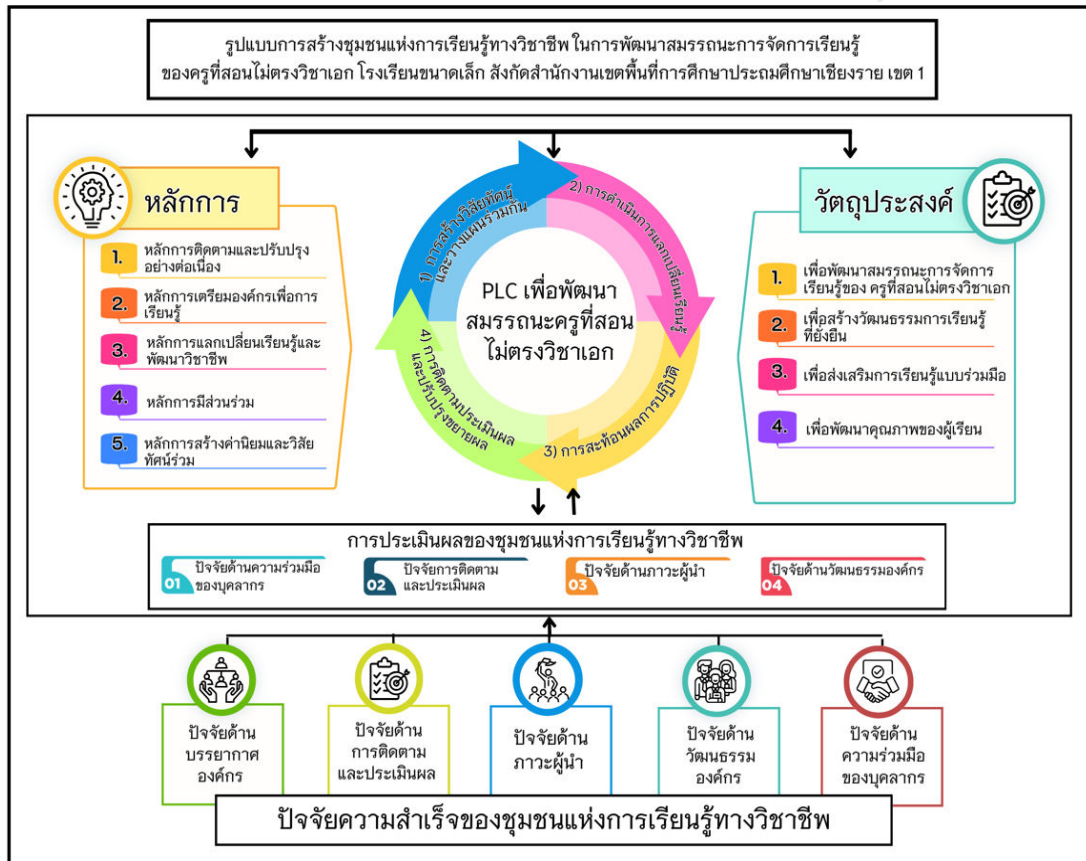 รูปแบบการสร้างชุมชนแห่งการเรียนรู้ทางวิชาชีพ ในการพัฒนาสมรรถนะการจัดการเรียนรู้
ของครูที่สอนไม่ตรงวิชาเอก โรงเรียนขนาดเล็ก สังกัดสำนักงานเขตพื้นที่การศึกษาประถมศึกษาเชียงราย เขต 1
หลักการ
1. หลักการติดตามและปรับปรุง
อย่างต่อเนื่อง
2. หลักการเตรียมองค์กรเพื่อการ
เรียนรู้
3. หลักการแลกเปลี่ยนเรียนรู้และ
พัฒนาวิชาชีพ
4. หลักการมีส่วนร่วม
5. หลักการสร้างค่านิยมและวิสัย
ทัศน์ร่วม
1) การสร้างวิสัยทัศน์
และวางแผนร่วมกัน
2) การดำเนินการแลกเปลี่ยนเรียนรู้
3) การสะท้อนผลการปฏิบัติ
4) การติดตามประเมินผล
และปรับปรุงขยายผล
PLC เพื่อพัฒนา
สมรรถนะครูที่สอน
ไม่ตรงวิชาเอก
วัตถุประสงค์
1. เพื่อพัฒนาสมรรถนะการจัดการ
เรียนรู้ของ ครูที่สอนไม่ตรงวิชาเอก
2. เพื่อสร้างวัฒนธรรมการเรียนรู้
ที่ยั่งยืน
3. เพื่อส่งเสริมการเรียนรู้แบบร่วมมือ
4. เพื่อพัฒนาคุณภาพของผู้เรียน
การประเมินผลของชุมชนแห่งการเรียนรู้ทางวิชาชีพ
01 ปัจจัยด้านความร่วมมือ
ของบุคลากร
02 ปัจจัยการติดตาม
และประเมินผล
03 ปัจจัยด้านภาวะผู้นำ
04 ปัจจัยด้านวัฒนธรรมองค์กร
ปัจจัยด้าน
บรรยากาศ
องค์กร
ปัจจัยด้าน
การติดตาม
และประเมินผล
ปัจจัยด้าน
ภาวะผู้นำ
ปัจจัยด้าน
วัฒนธรรม
องค์กร
ปัจจัยด้าน
ความร่วมมือ
ของบุคลากร
ปัจจัยความสำเร็จของชุมชนแห่งการเรียนรู้ทางวิชาชีพ